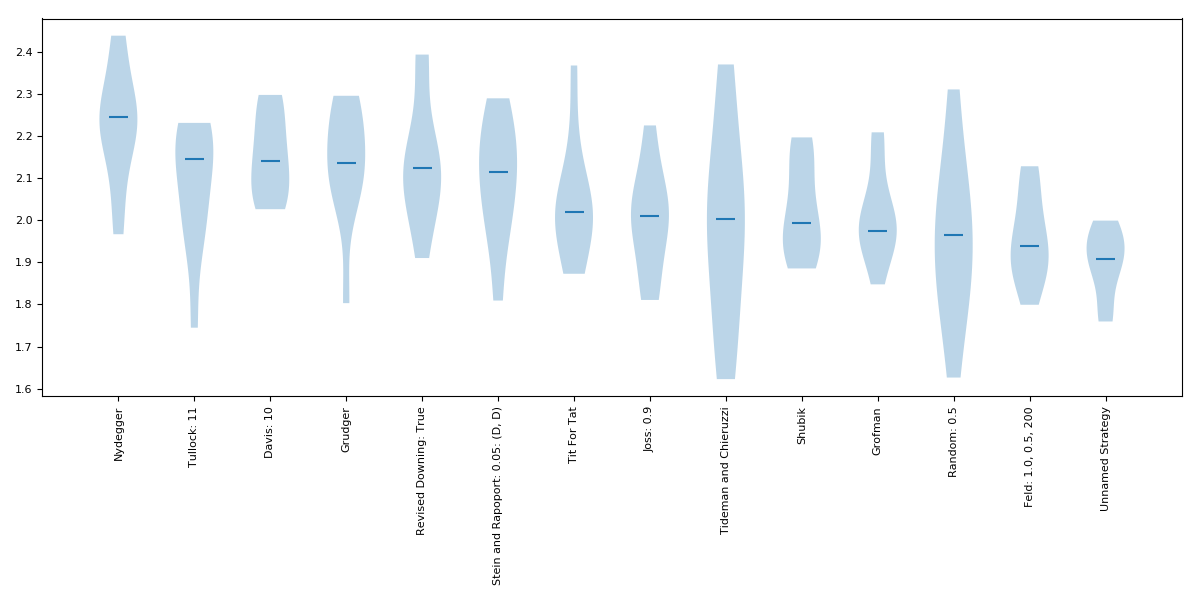 2.4
2.3
2.2
2.1
2.0
1.9
1.8
1.7
1.6
Nydegger
Tullock: 11
Davis: 10
Grudger
Revised Downing: True
Stein and Rapoport: 0.05: (D, D)
Tit For Tat
Joss: 0.9
Tideman and Chieruzzi
Shubik
Grofman
Random: 0.5
Feld: 1.0, 0.5, 200
Unnamed Strategy